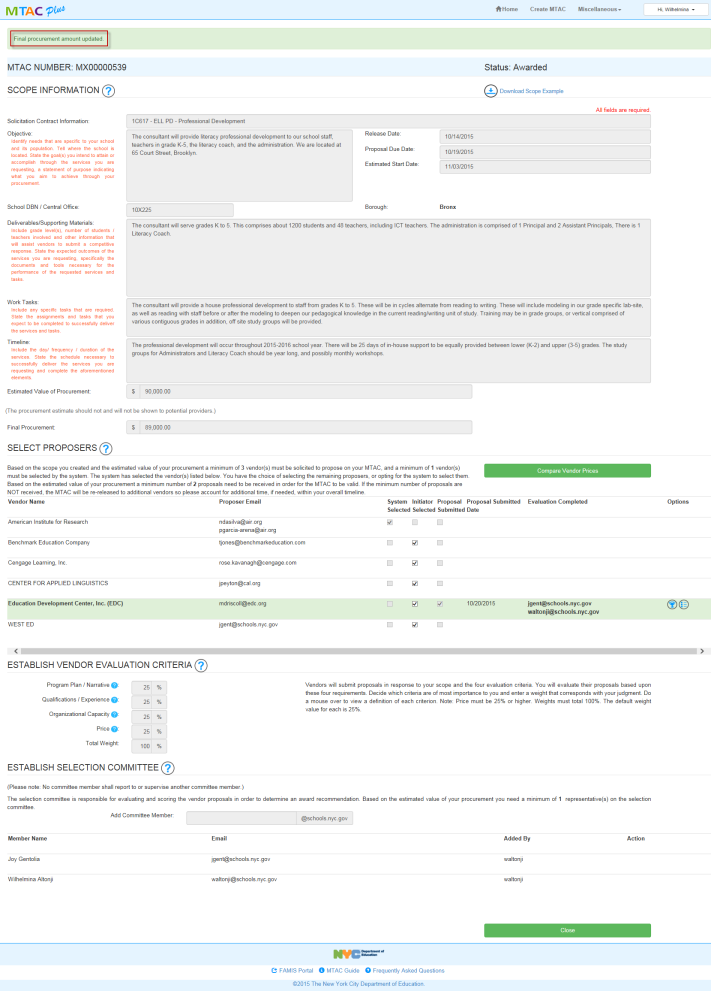 MTAC Plus
Home Create MTAC Miscellaneous Hi, Wilhelmina
Final procurement amount updated.
MTAC NUMBER: MX00000539 Status: Awarded
SCOPE INFORMATION ? Download Scope Example
All fields are required.
Solicitation Contract Information: 1C617 - ELL PD - Professional Development
Objective:
Identify needs that are specific to your school
and its population. Tell where the school is
located. State the goal(s) you intend to attain or
accomplish through the services you are
requesting, a statement of purpose indicating
what you aim to achieve through your
procurement.
The consultant will provide literacy professional development to our school staff,
teachers in grade K-5, the literacy coach, and the administration. We are located at
65 Court Street, Brooklyn.
Release Date: 10/14/2015
Proposal Due Date: 10/19/2015
Estimated Start Date: 11/03/2015
School DBN / Central Office: 10X225 Borough: Bronx
Deliverables/Supporting Materials:
Include grade level(s), number of students /
teachers involved and other information that
will assist vendors to submit a competitive
response. State the expected outcomes of the
services you are requesting, specifically the
documents and tools necessary for the
performance of the requested services and
tasks.
The consultant will serve grades K to 5. This comprises about 1200 students and 48 teachers, including ICT teachers. The administration is comprised of 1 Principal and 2 Assistant Principals, There is 1
Literacy Coach.
Work Tasks:
Include any specific tasks that are required.
State the assignments and tasks that you
expect to be completed to successfully deliver
the services and tasks.
The consultant will provide a house professional development to staff from grades K to 5. These will be in cycles alternate from reading to writing. These will include modeling in our grade specific lab-site,
as well as reading with staff before or after the modeling to deepen our pedagogical knowledge in the current reading/writing unit of study. Training may be in grade groups, or vertical comprised of
various contiguous grades in addition, off site study groups will be provided.
Timeline:
Include the day/ frequency / duration of the
services. State the schedule necessary to
successfully deliver the services you are
requesting and complete the aforementioned
elements.
The professional development will occur throughout 2015-2016 school year. There will be 25 days of in-house support to be equally provided between lower (K-2) and upper (3-5) grades. The study
groups for Administrators and Literacy Coach should be year long, and possibly monthly workshops.
Estimated Value of Procurement: $ 90,000.00
(The procurement estimate should not and will not be shown to potential providers.)
Final Procurement: $ 89,000.00
SELECT PROPOSERS ?
Based on the scope you created and the estimated value of your procurement a minimum of 3 vendor(s) must be solicited to propose on your MTAC, and a minimum of 1 vendor(s)
must be selected by the system. The system has selected the vendor(s) listed below. You have the choice of selecting the remaining proposers, or opting for the system to select them.
Based on the estimated value of your procurement a minimum number of 2 proposals need to be received in order for the MTAC to be valid. If the minimum number of proposals are
NOT received, the MTAC will be re-released to additional vendors so please account for additional time, if needed, within your overall timeline.
Compare Vendor Prices
Vendor Name Proposer Email System Selected Initiator Selected Proposal Submitted Proposal Submitted Date Evaluation Completed Options
American Institute for Research ndasilva@air.org
pgarcia-arena@air.org
Benchmark Education Company tjones@benchmarkeducation.com
Cengage Learning, Inc. rose.kavanagh@cengage.com
CENTER FOR APPLIED LINGUISTICS jpeyton@cal.org
Education Development Center, Inc. (EDC) mdriscoll@edc.org 10/20/2015 jgent@schools.nyc.gov
waltonji@schools.nyc.gov
WEST ED jgent@schools.nyc.gov
ESTABLISH VENDOR EVALUATION CRITERIA ?
Program Plan / Narrative ? 25 %
Qualifications / Experience ? 25 %
Organizational Capacity ? 25 %
Price ? 25 %
Total Weight: 100 %
Vendors will submit proposals in response to your scope and the four evaluation criteria. You will evaluate their proposals based upon
these four requirements. Decide which criteria are of most importance to you and enter a weight that corresponds with your judgment. Do
a mouse over to view a definition of each criterion. Note: Price must be 25% or higher. Weights must total 100%. The default weight
value for each is 25%.
ESTABLISH SELECTION COMMITTEE ?
(Please note: No committee member shall report to or supervise another committee member.)
The selection committee is responsible for evaluating and scoring the vendor proposals in order to determine an award recommendation. Based on the estimated value of your procurement you need a minimum of 1 representative(s) on the selection
committee
Add Committee Member: @schools.nyc.gov
Member Name Email Added By Action
Joy Gentolia jgent@schools.nyc.gov waltonji
Wilhelmina Altonji waltonji@schools.nyc.gov waltonji
Close
NYC Department of
Education
FAMIS Portal MTAC Guide Frequently Asked Questions
©2015 The New York City Department of Education.